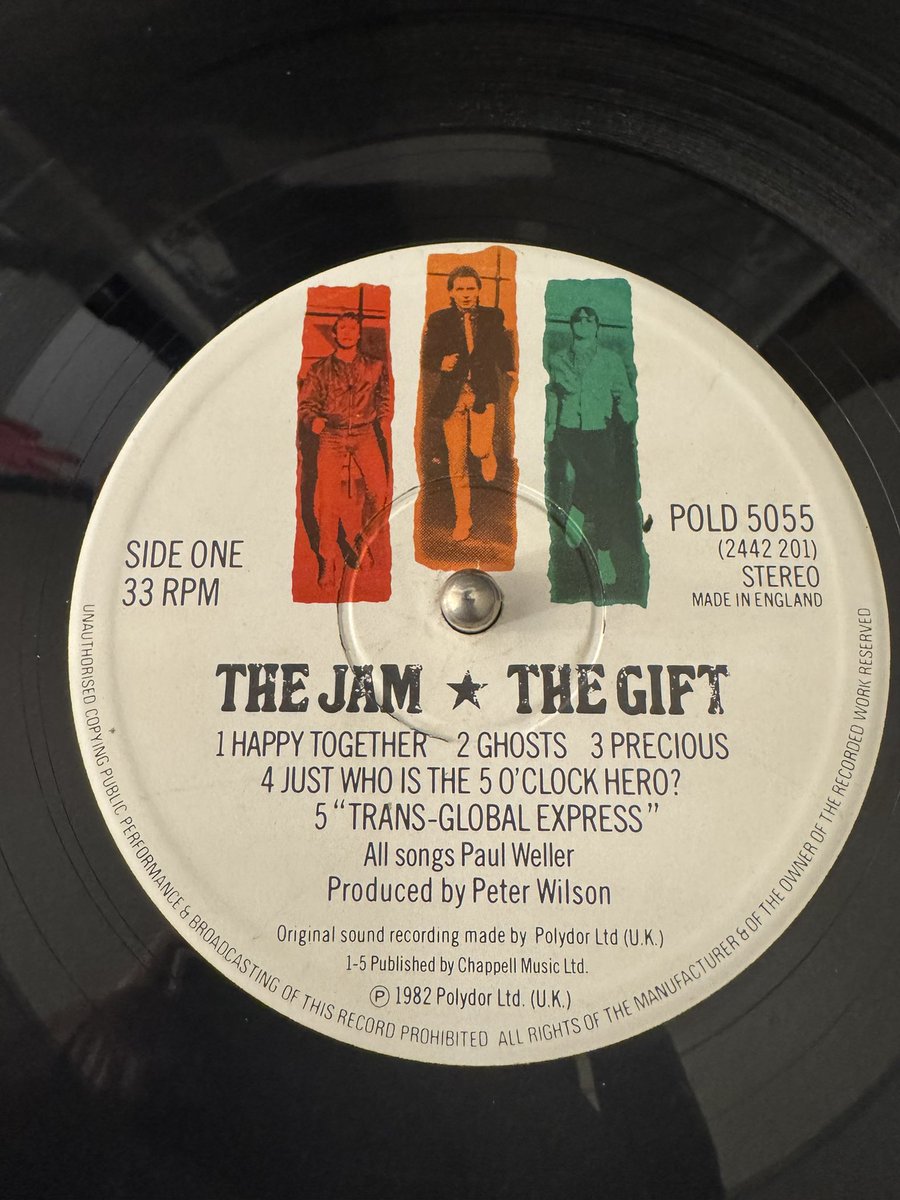 SIDE ONE
33 RPM
POLD 5055
(2442 201)
STEREO
MADE IN ENGLAND
THE JAM ★ THE GIFT
1 HAPPY TOGETHER 2 GHOSTS 3 PRECIOUS
4 JUST WHO IS THE 5 O'CLOCK HERO?
5 “TRANS-GLOBAL EXPRESS”
All songs Paul Weller
Produced by Peter Wilson
Original sound recording made by Polydor Ltd (U.K.)
1-5 Published by Chappell Music Ltd.
℗ 1982 Polydor Ltd. (U.K.)
UNAUTHORISED COPYING PUBLIC PERFORMANCE & BROADCASTING OF THIS RECORD PROHIBITED ALL RIGHTS OF THE MANUFACTURER & OF THE OWNER OF THE RECORDED WORK RESERVED